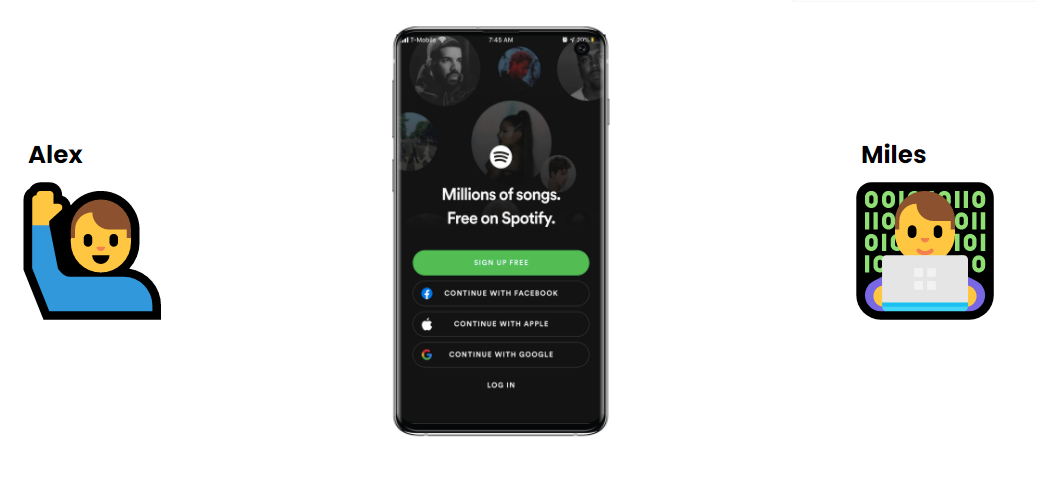 T-Mobile
7:45 AM
20%
Alex
Miles
Millions of songs.
Free on Spotify.
SIGN UP FREE
CONTINUE WITH FACEBOOK
CONTINUE WITH APPLE
CONTINUE WITH GOOGLE
LOG IN